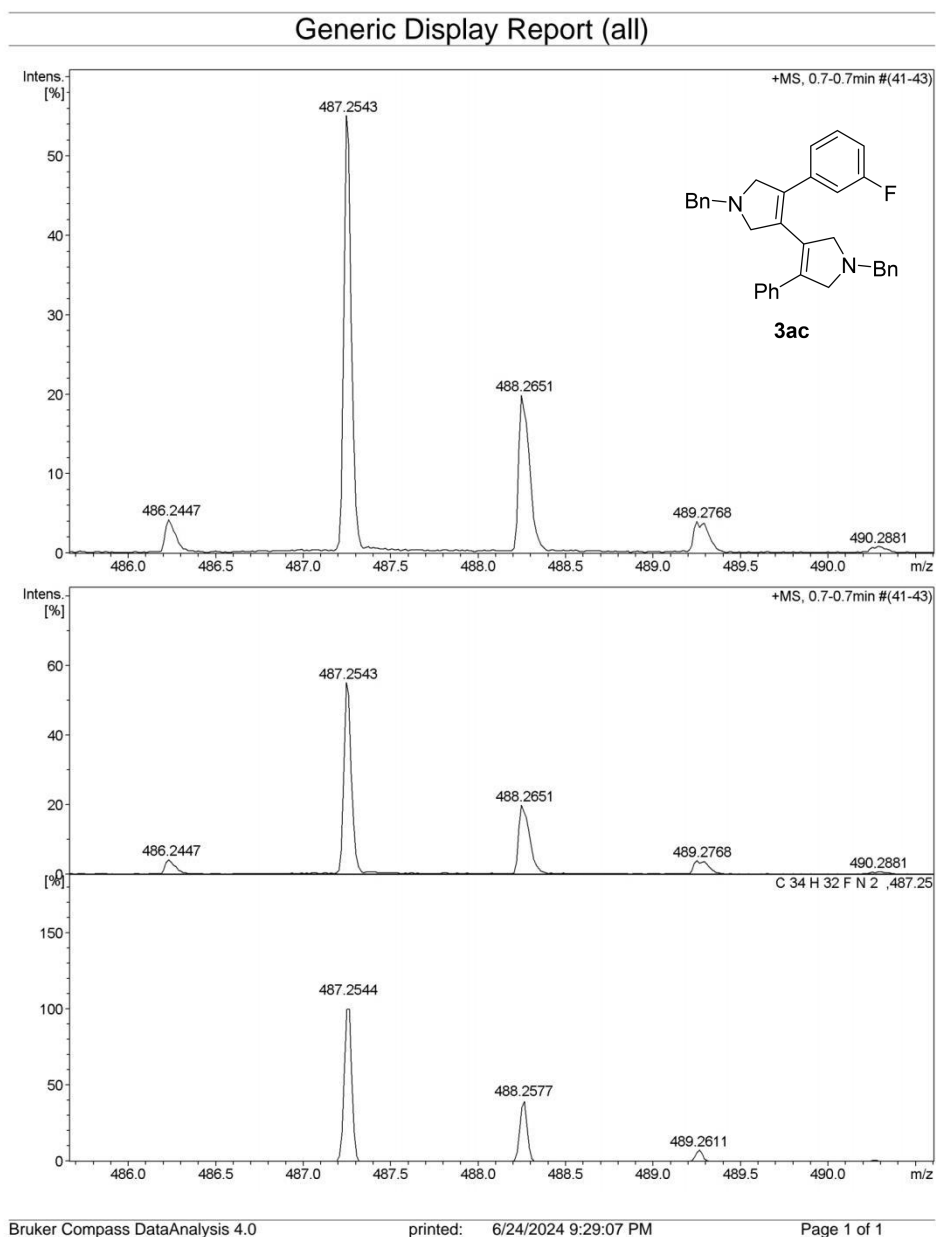 Generic Display Report (all)
Intens.
[%]
+MS, 0.7-0.7min #(41-43)
487.2543
50
F
Bn
N
40
N
Bn
Ph
30
3ac
20
488.2651
10
486.2447
489.2768
490.2881
0
486.0 486.5 487.0 487.5 488.0 488.5 489.0 489.5 490.0 m/z
Intens.
[%]
+MS, 0.7-0.7min #(41-43)
60
487.2543
40
20
488.2651
486.2447
489.2768
490.2881
0
[%]
C 34 H 32 F N 2 ,487.25
150
487.2544
100
50
488.2577
489.2611
0
486.0 486.5 487.0 487.5 488.0 488.5 489.0 489.5 490.0 m/z
Bruker Compass DataAnalysis 4.0 printed: 6/24/2024 9:29:07 PM Page 1 of 1